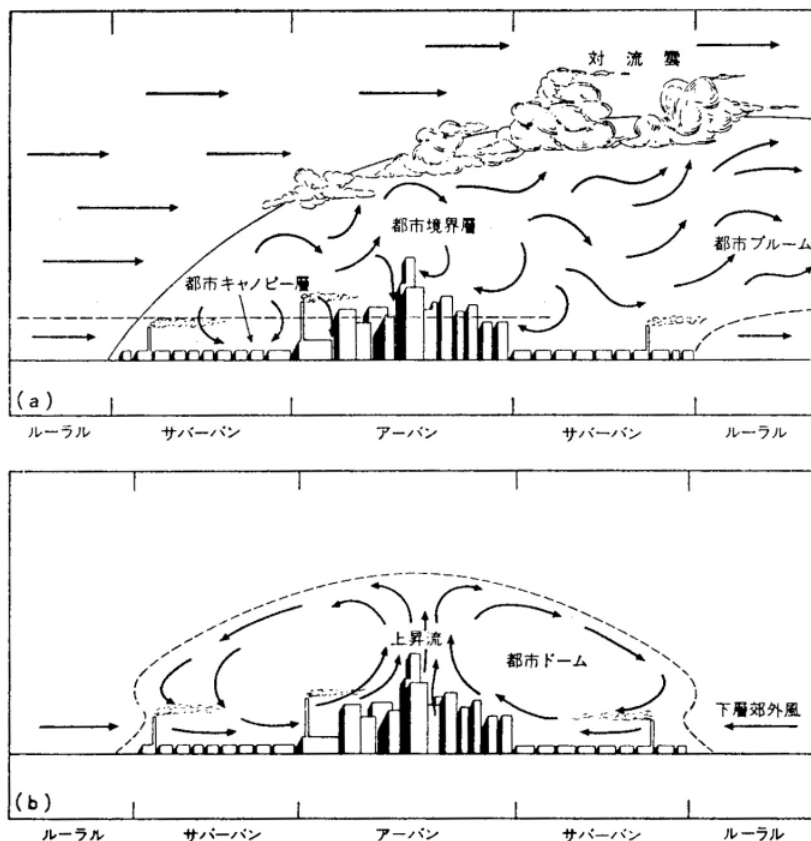 対流雲
都市境界層
都市プルーム
都市キャノピー層
(a)
ルーラル サバーバン アーバン サバーバン ルーラル
上昇流
都市ドーム
下層郊外風
(b)
ルーラル サバーバン アーバン サバーバン ルーラル